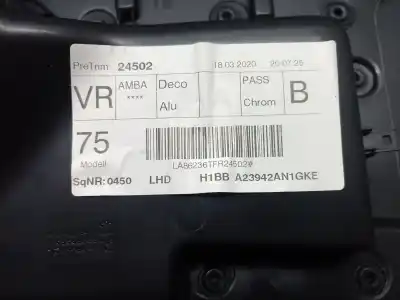 PreTnm 24502 18.03.2020 20:07:25
VR AMBA **** Deco Alu PASS Chrom B
75
Modell
LA86236TFR24502#
SqNR:0450 LHD H1BB A23942AN1GKE